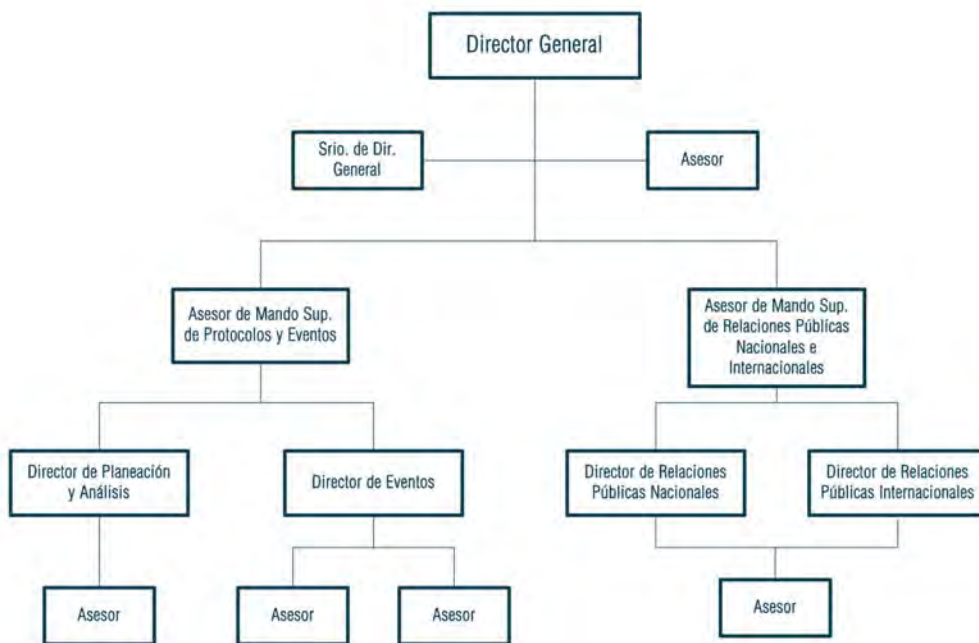 Director General
Srio. de Dir.
General
Asesor
Asesor de Mando Sup.
de Protocolos y Eventos
Asesor de Mando Sup.
de Relaciones Públicas
Nacionales e
Internacionales
Director de Planeación
y Análisis
Director de Eventos
Director de Relaciones
Públicas Nacionales
Director de Relaciones
Públicas Internacionales
Asesor
Asesor
Asesor
Asesor